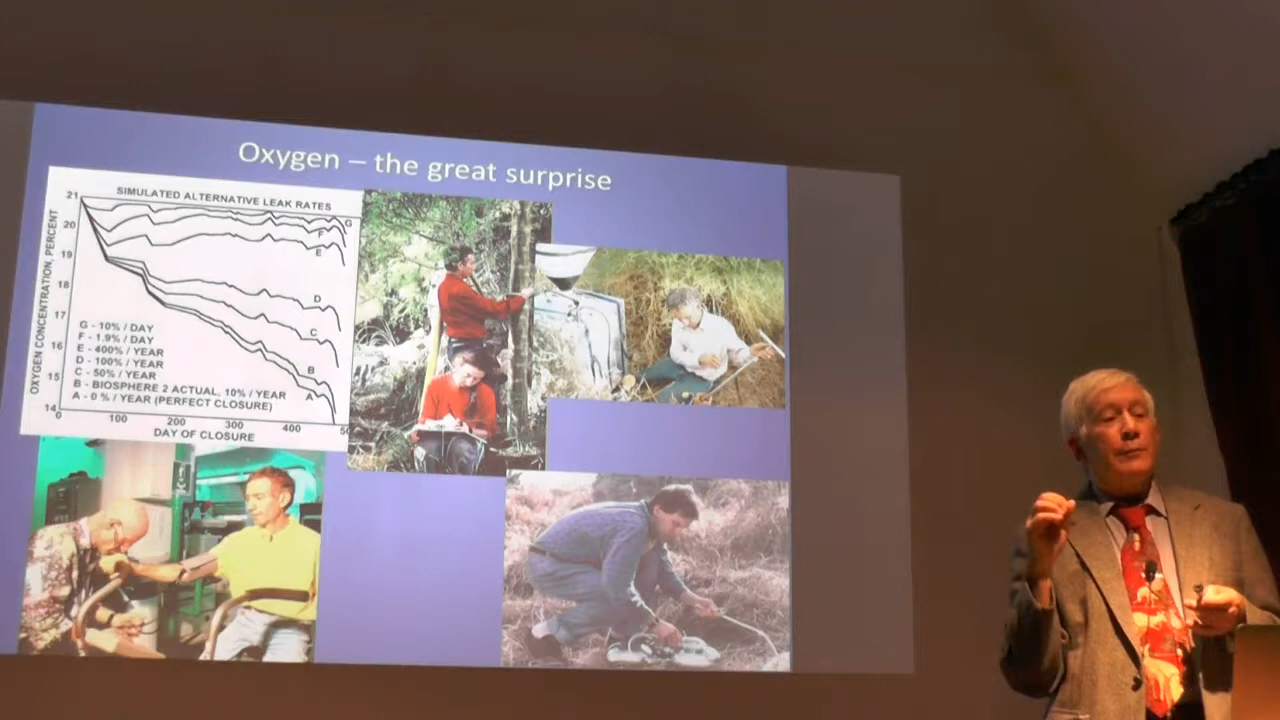 Oxygen – the great surprise
SIMULATED ALTERNATIVE LEAK RATES
OXYGEN CONCENTRATION, PERCENT
21
20
19
18
17
16
15
14
G
F
E
D
C
B
A
G - 10% / DAY
F - 1.9% / DAY
E - 400% / YEAR
D - 100% / YEAR
C - 50% / YEAR
B - BIOSPHERE 2 ACTUAL, 10% / YEAR
A - 0 % / YEAR (PERFECT CLOSURE)
0 100 200 300 400
DAY OF CLOSURE